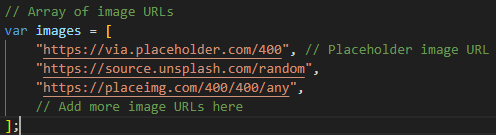 // Array of image URLs
var images = [
    "https://via.placeholder.com/400", // Placeholder image URL
    "https://source.unsplash.com/random",
    "https://placeimg.com/400/400/any",
    // Add more image URLs here
];